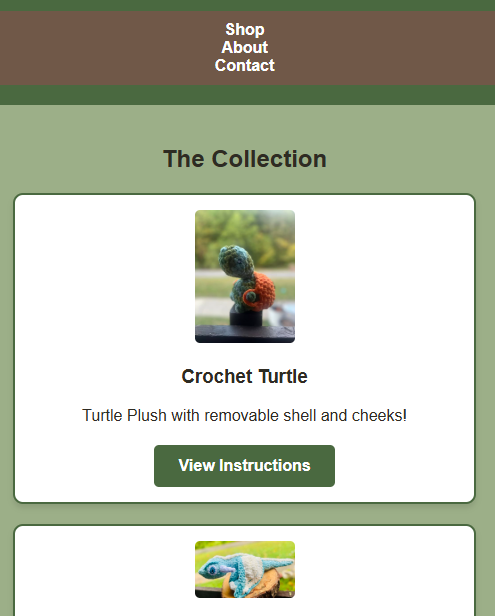 Shop
About
Contact
The Collection
Crochet Turtle
Turtle Plush with removable shell and cheeks!
View Instructions